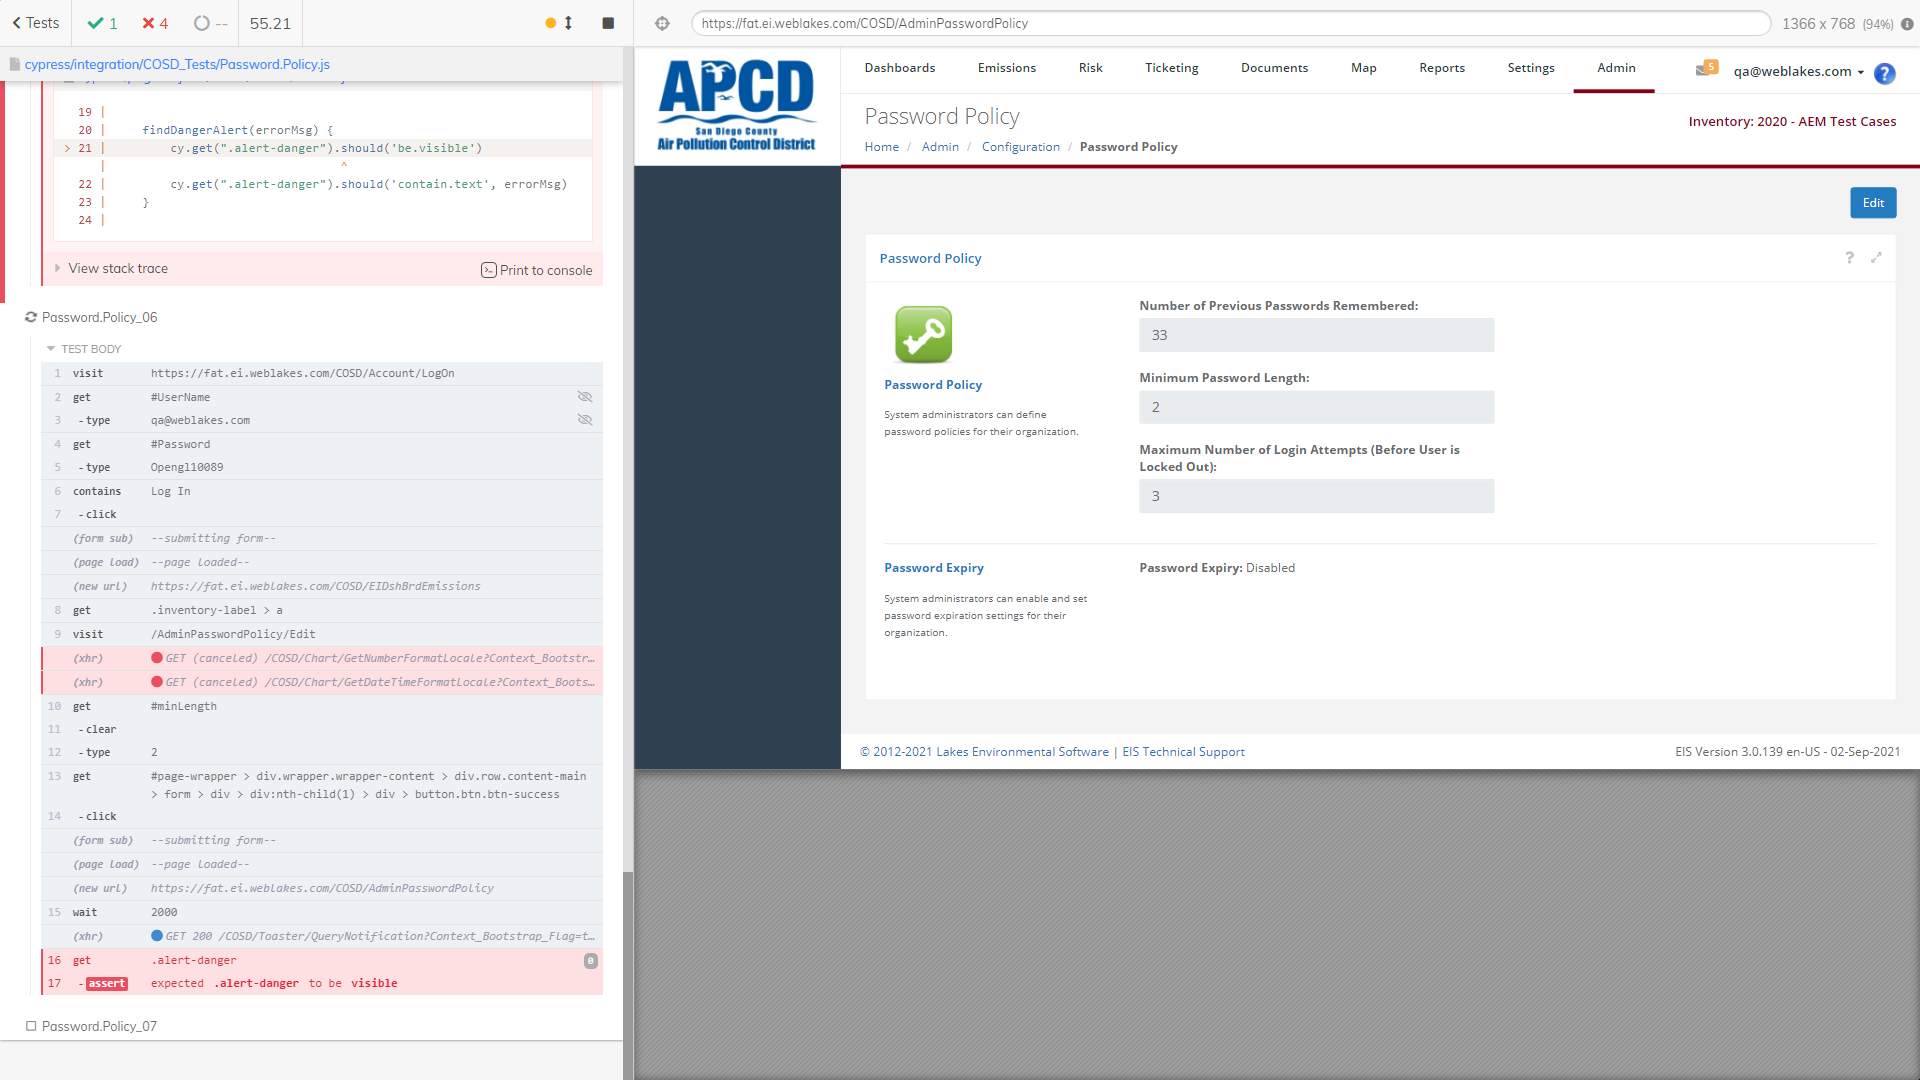 Tests
1
4
--
55.21
cypress/integration/COSD_Tests/Password.Policy.js
19 |
20 | findDangerAlert(errorMsg) {
> 21 | cy.get(".alert-danger").should('be.visible')
| ^
22 | cy.get(".alert-danger").should('contain.text', errorMsg)
23 | }
24 |
View stack trace
Print to console
Password.Policy_06
TEST BODY
1 visit https://fat.ei.weblakes.com/COSD/Account/LogOn
2 get #UserName
3 -type qa@weblakes.com
4 get #Password
5 -type Opengl10089
6 contains Log In
7 -click
(form sub) --submitting form--
(page load) --page loaded--
(new url) https://fat.ei.weblakes.com/COSD/EIDshBrdEmissions
8 get .inventory-label > a
9 visit /AdminPasswordPolicy/Edit
(xhr) GET (canceled) /COSD/Chart/GetNumberFormatLocale?Context_Bootstr...
(xhr) GET (canceled) /COSD/Chart/GetDateTimeFormatLocale?Context_Boots...
10 get #minLength
11 -clear
12 -type 2
13 get #page-wrapper > div.wrapper.wrapper-content > div.row.content-main
> form > div > div:nth-child(1) > div > button.btn.btn-success
14 -click
(form sub) --submitting form--
(page load) --page loaded--
(new url) https://fat.ei.weblakes.com/COSD/AdminPasswordPolicy
15 wait 2000
(xhr) GET 200 /COSD/Toaster/QueryNotification?Context_Bootstrap_Flag=t...
16 get .alert-danger 0
17 -assert expected .alert-danger to be visible
Password.Policy_07
https://fat.ei.weblakes.com/COSD/AdminPasswordPolicy
1366 x 768 (94%)
APCD
San Diego County
Air Pollution Control District
Dashboards Emissions Risk Ticketing Documents Map Reports Settings Admin
5
qa@weblakes.com
?
Password Policy
Inventory: 2020 - AEM Test Cases
Home / Admin / Configuration / Password Policy
Edit
Password Policy
?
Password Policy
System administrators can define
password policies for their organization.
Number of Previous Passwords Remembered:
33
Minimum Password Length:
2
Maximum Number of Login Attempts (Before User is
Locked Out):
3
Password Expiry
System administrators can enable and set
password expiration settings for their
organization.
Password Expiry: Disabled
© 2012-2021 Lakes Environmental Software | EIS Technical Support
EIS Version 3.0.139 en-US - 02-Sep-2021